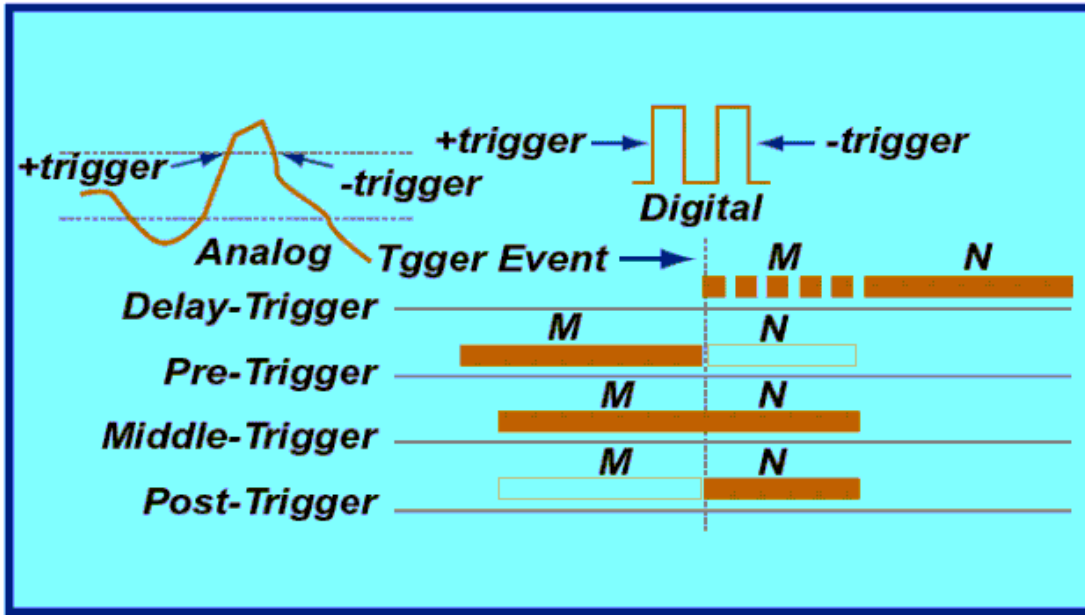 +trigger
-trigger
Analog
+trigger
-trigger
Digital
Tgger Event
M N
Delay-Trigger
M N
Pre-Trigger
M N
Middle-Trigger
M N
Post-Trigger